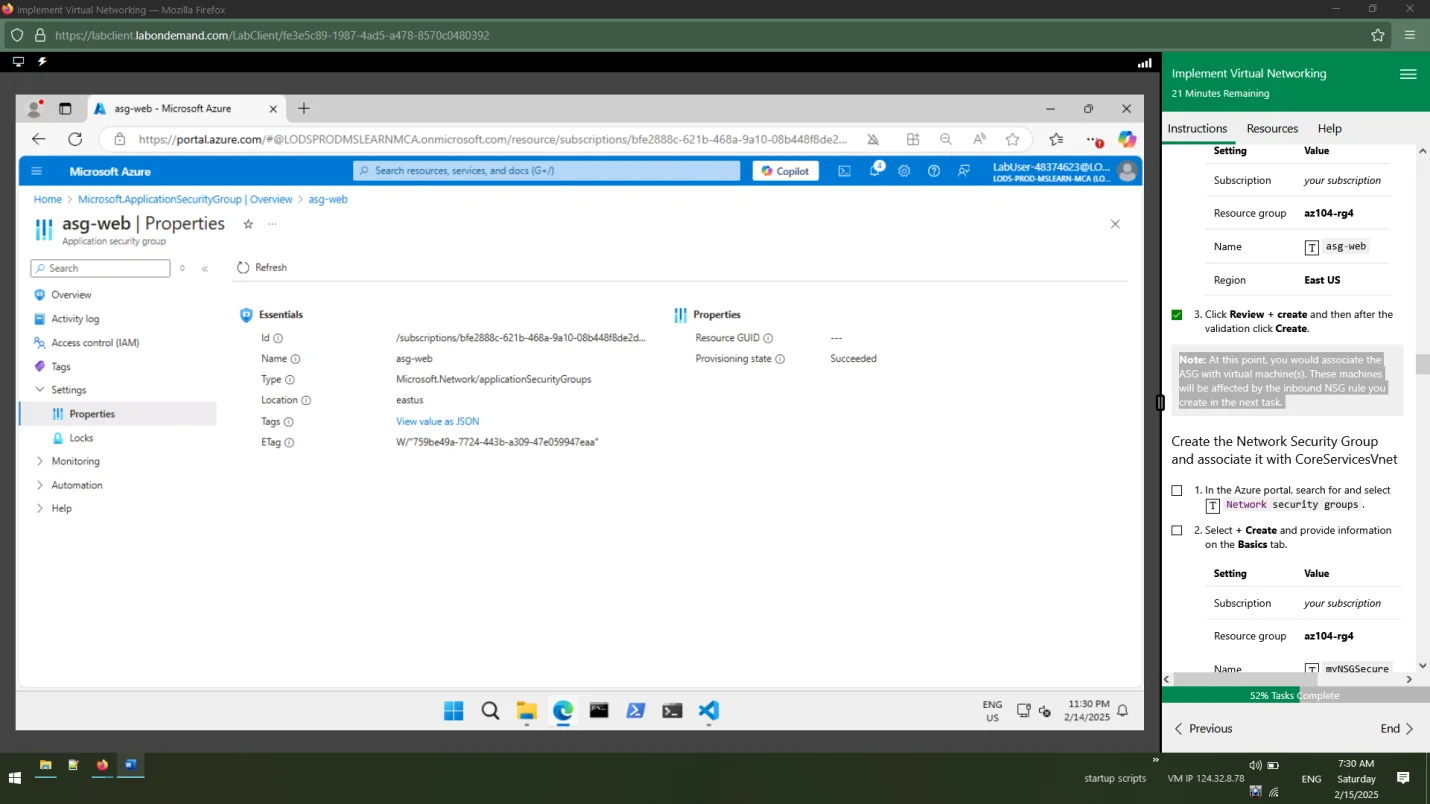 Implement Virtual Networking — Mozilla Firefox
https://labclient.labondemand.com/LabClient/fe3e5c89-1987-4ad5-a478-8570c0480392
asg-web - Microsoft Azure
https://portal.azure.com/#@LODSPRODMSLEARNMCA.onmicrosoft.com/resource/subscriptions/bfe2888c-621b-468a-9a10-08b448f8de2...
Microsoft Azure
Search resources, services, and docs (G+/)
Copilot
4
LabUser-48374623@LO...
LODS-PROD-MSLEARN-MCA (LO...
Home > Microsoft.ApplicationSecurityGroup | Overview > asg-web
asg-web | Properties
Application security group
Search
Refresh
Overview
Activity log
Access control (IAM)
Tags
Settings
Properties
Locks
Monitoring
Automation
Help
Essentials
Id /subscriptions/bfe2888c-621b-468a-9a10-08b448f8de2d...
Name asg-web
Type Microsoft.Network/applicationSecurityGroups
Location eastus
Tags View value as JSON
ETag W/"759be49a-7724-443b-a309-47e059947eaa"
Properties
Resource GUID ---
Provisioning state Succeeded
ENG
US
11:30 PM
2/14/2025
Implement Virtual Networking
21 Minutes Remaining
Instructions Resources Help
Setting Value
Subscription your subscription
Resource group az104-rg4
Name T asg-web
Region East US
3. Click Review + create and then after the
validation click Create.
Note: At this point, you would associate the
ASG with virtual machine(s). These machines
will be affected by the inbound NSG rule you
create in the next task.
Create the Network Security Group
and associate it with CoreServicesVnet
1. In the Azure portal, search for and select
T Network security groups.
2. Select + Create and provide information
on the Basics tab.
Setting Value
Subscription your subscription
Resource group az104-rg4
Name T myNSGSecure
52% Tasks Complete
Previous End
startup scripts
VM IP 124.32.8.78
ENG
7:30 AM
Saturday
2/15/2025